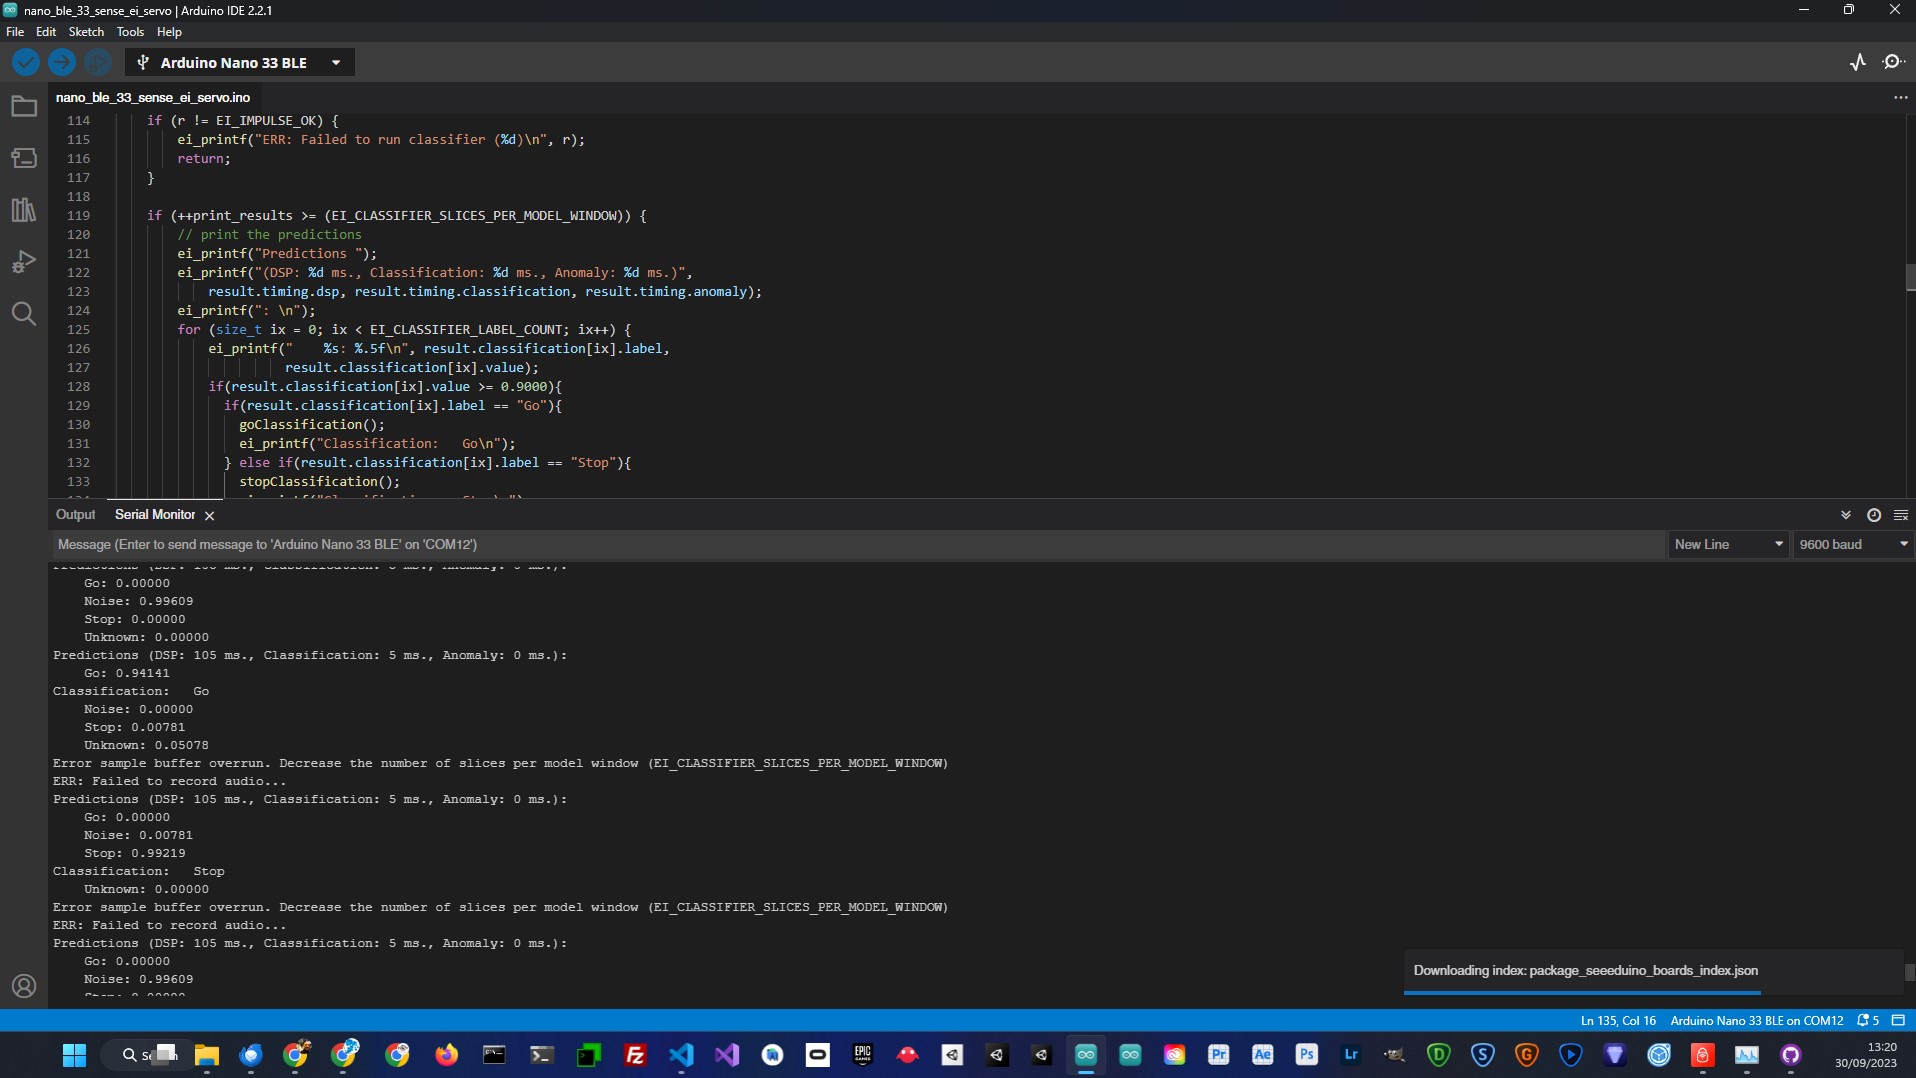 nano_ble_33_sense_ei_servo | Arduino IDE 2.2.1
File Edit Sketch Tools Help
Arduino Nano 33 BLE
nano_ble_33_sense_ei_servo.ino
114 if (r != EI_IMPULSE_OK) {
115 ei_printf("ERR: Failed to run classifier (%d)\n", r);
116 return;
117 }
118
119 if (++print_results >= (EI_CLASSIFIER_SLICES_PER_MODEL_WINDOW)) {
120 // print the predictions
121 ei_printf("Predictions ");
122 ei_printf("(DSP: %d ms., Classification: %d ms., Anomaly: %d ms.)",
123 result.timing.dsp, result.timing.classification, result.timing.anomaly);
124 ei_printf(": \n");
125 for (size_t ix = 0; ix < EI_CLASSIFIER_LABEL_COUNT; ix++) {
126 ei_printf("    %s: %.5f\n", result.classification[ix].label,
127 result.classification[ix].value);
128 if(result.classification[ix].value >= 0.9000){
129 if(result.classification[ix].label == "Go"){
130 goClassification();
131 ei_printf("Classification:   Go\n");
132 } else if(result.classification[ix].label == "Stop"){
133 stopClassification();
Output Serial Monitor
Message (Enter to send message to 'Arduino Nano 33 BLE' on 'COM12')
New Line 9600 baud
Go: 0.00000
Noise: 0.99609
Stop: 0.00000
Unknown: 0.00000
Predictions (DSP: 105 ms., Classification: 5 ms., Anomaly: 0 ms.):
Go: 0.94141
Classification:   Go
Noise: 0.00000
Stop: 0.00781
Unknown: 0.05078
Error sample buffer overrun. Decrease the number of slices per model window (EI_CLASSIFIER_SLICES_PER_MODEL_WINDOW)
ERR: Failed to record audio...
Predictions (DSP: 105 ms., Classification: 5 ms., Anomaly: 0 ms.):
Go: 0.00000
Noise: 0.00781
Stop: 0.99219
Classification:   Stop
Unknown: 0.00000
Error sample buffer overrun. Decrease the number of slices per model window (EI_CLASSIFIER_SLICES_PER_MODEL_WINDOW)
ERR: Failed to record audio...
Predictions (DSP: 105 ms., Classification: 5 ms., Anomaly: 0 ms.):
Go: 0.00000
Noise: 0.99609
Downloading index: package_seeeduino_boards_index.json
Ln 135, Col 16 Arduino Nano 33 BLE on COM12 5
EPIC GAMES
Fz
Pr
Ae
Ps
Lr
D
S
G
13:20
30/09/2023